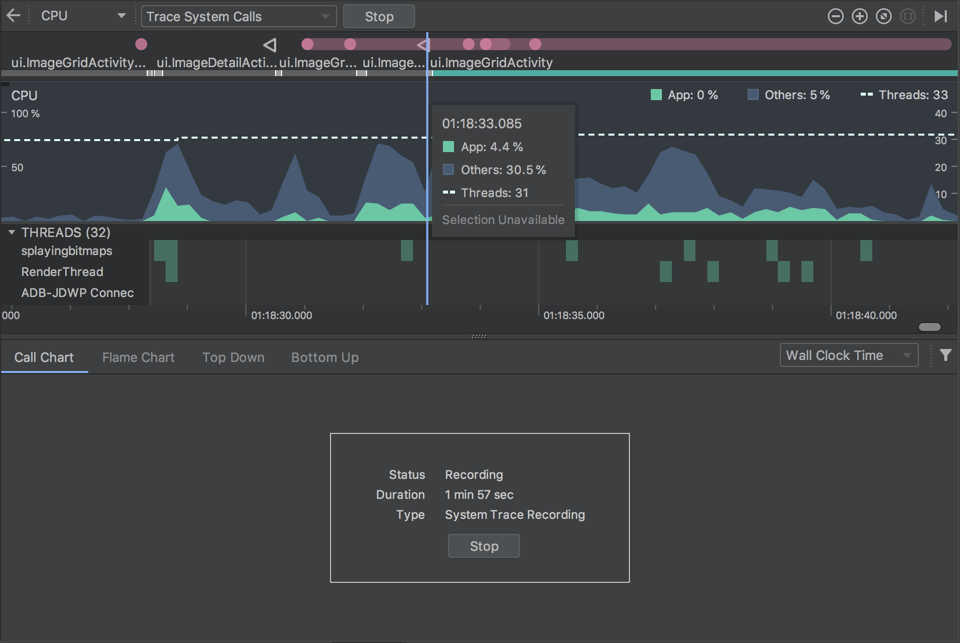 CPU Trace System Calls Stop
ui.ImageGridActivity... ui.ImageDetailActi... ui.ImageGr... ui.Image... ui.ImageGridActivity
CPU App: 0 % Others: 5 % Threads: 33
100 % 40
01:18:33.085
App: 4.4 % 30
50 Others: 30.5 % 20
Threads: 31 10
Selection Unavailable
THREADS (32)
splayingbitmaps
RenderThread
ADB-JDWP Connec
000 01:18:30.000 01:18:35.000 01:18:40.000
Call Chart Flame Chart Top Down Bottom Up Wall Clock Time
Status Recording
Duration 1 min 57 sec
Type System Trace Recording
Stop